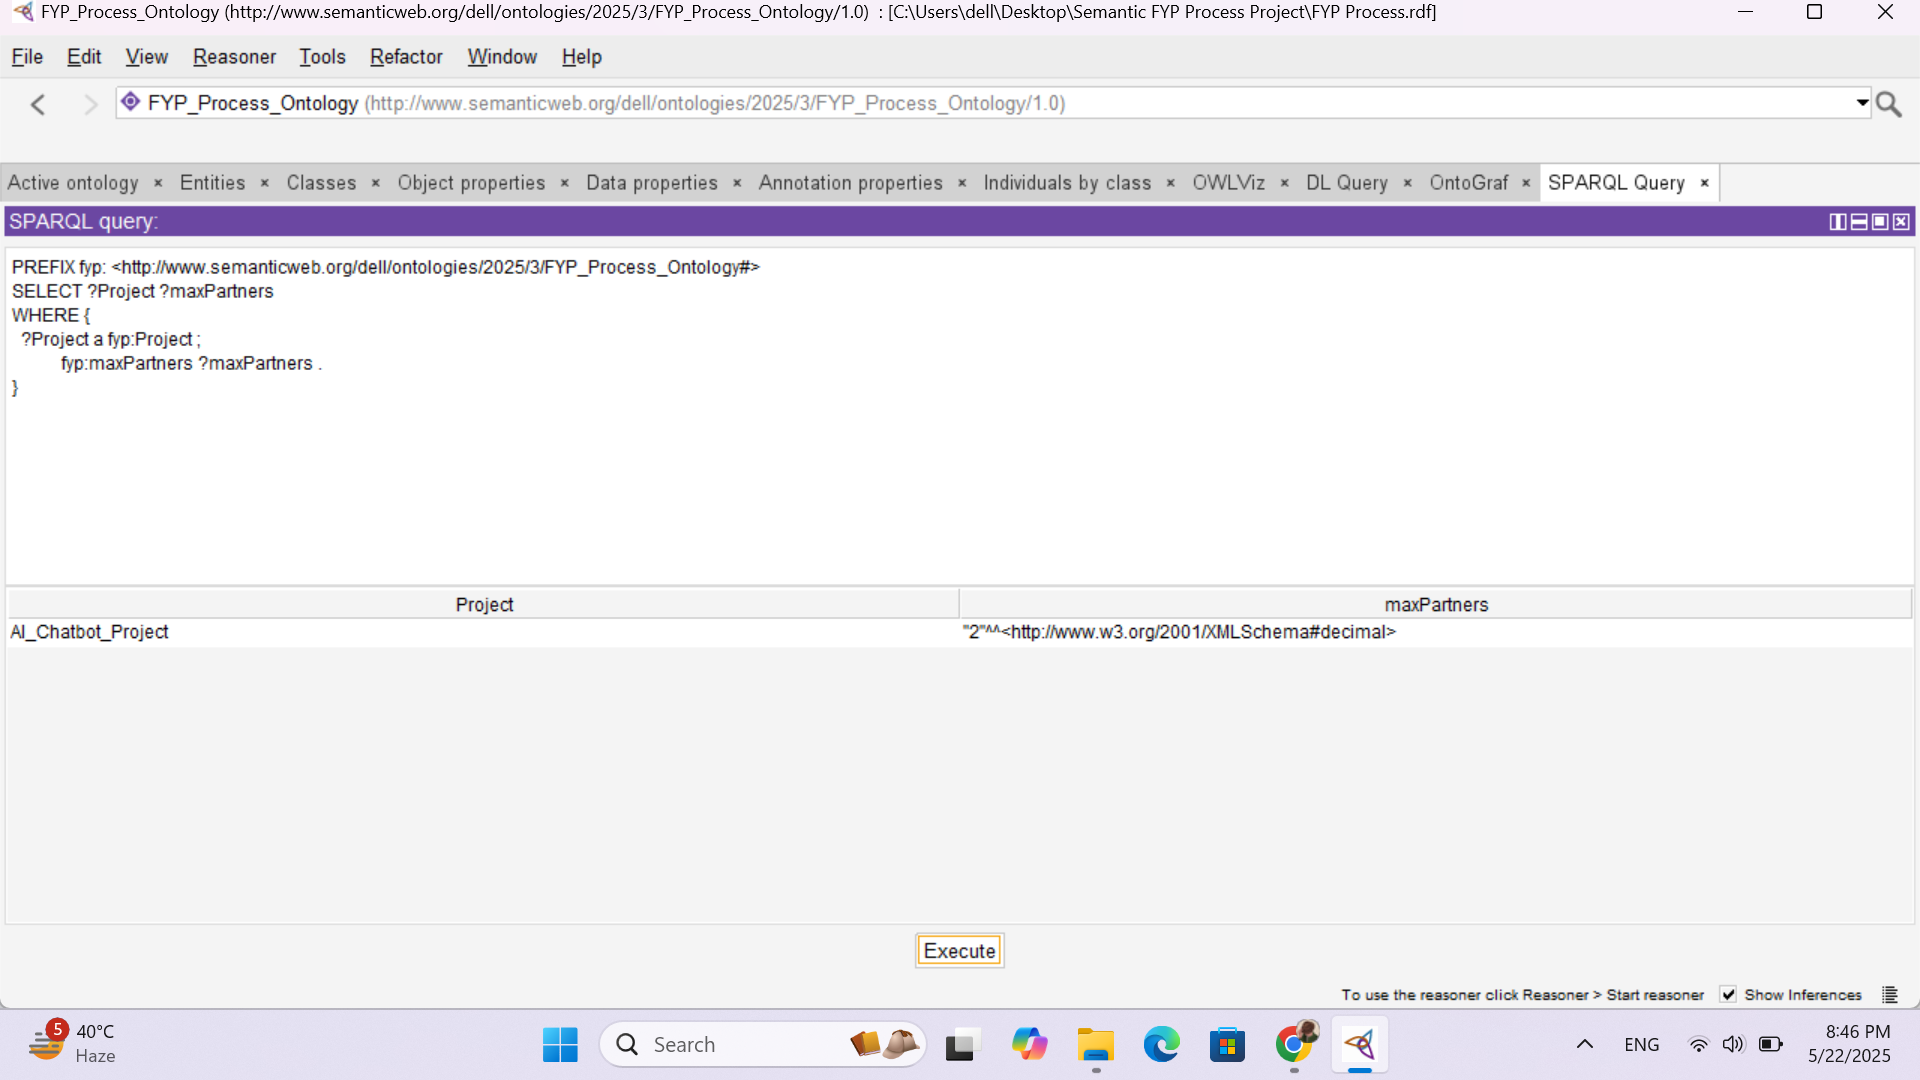 FYP_Process_Ontology (http://www.semanticweb.org/dell/ontologies/2025/3/FYP_Process_Ontology/1.0)  : [C:\Users\dell\Desktop\Semantic FYP Process Project\FYP Process.rdf]
File Edit View Reasoner Tools Refactor Window Help
FYP_Process_Ontology (http://www.semanticweb.org/dell/ontologies/2025/3/FYP_Process_Ontology/1.0)
Active ontology × Entities × Classes × Object properties × Data properties × Annotation properties × Individuals by class × OWLViz × DL Query × OntoGraf × SPARQL Query ×
SPARQL query:
PREFIX fyp: <http://www.semanticweb.org/dell/ontologies/2025/3/FYP_Process_Ontology#>
SELECT ?Project ?maxPartners
WHERE {
?Project a fyp:Project ;
fyp:maxPartners ?maxPartners .
}
Project maxPartners
AI_Chatbot_Project "2"^^<http://www.w3.org/2001/XMLSchema#decimal>
Execute
To use the reasoner click Reasoner > Start reasoner Show Inferences
5 40°C
Haze
Search
ENG
8:46 PM
5/22/2025